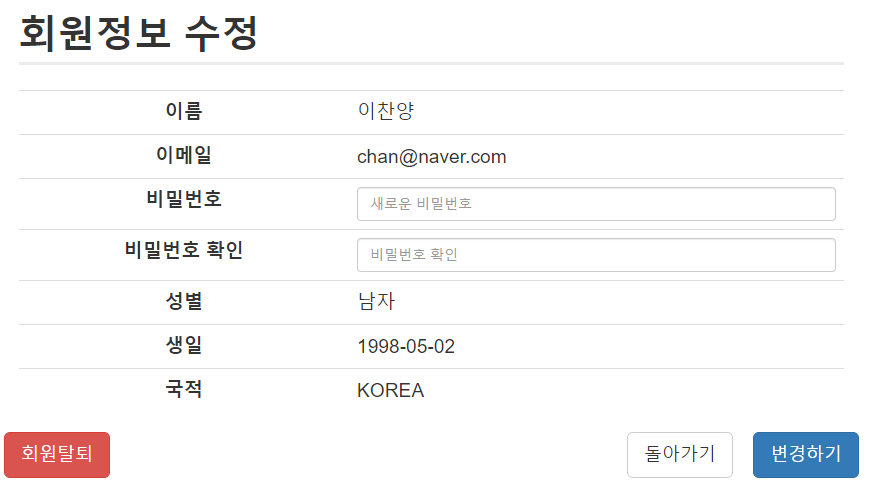 회원정보 수정
이름 이찬양
이메일 chan@naver.com
비밀번호 새로운 비밀번호
비밀번호 확인 비밀번호 확인
성별 남자
생일 1998-05-02
국적 KOREA
회원탈퇴 돌아가기 변경하기